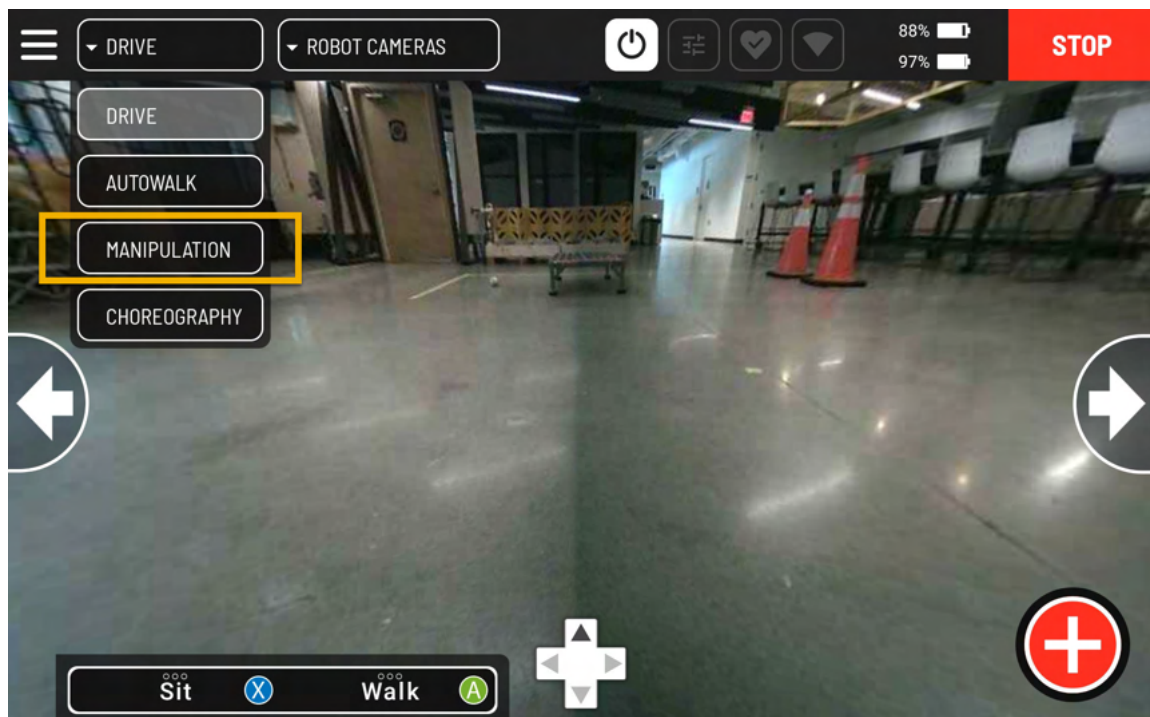 DRIVE
ROBOT CAMERAS
88%
97%
STOP
DRIVE
AUTOWALK
MANIPULATION
CHOREOGRAPHY
Sit X Walk A